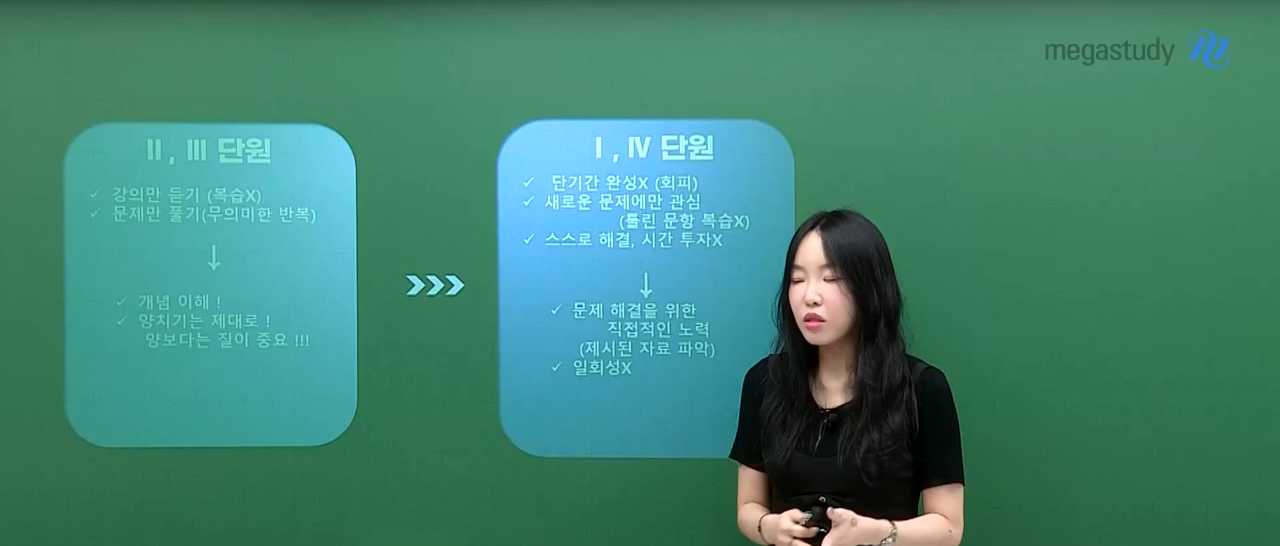 megastudy
II , III 단원
✓ 강의만 듣기 (복습X)
✓ 문제만 풀기(무의미한 반복)
↓
✓ 개념 이해 !
✓ 양치기는 제대로 !
양보다는 질이 중요 !!!
I , IV 단원
✓ 단기간 완성X (회피)
✓ 새로운 문제에만 관심
(틀린 문항 복습X)
✓ 스스로 해결, 시간 투자X
↓
✓ 문제 해결을 위한
직접적인 노력
(제시된 자료 파악)
✓ 일회성X